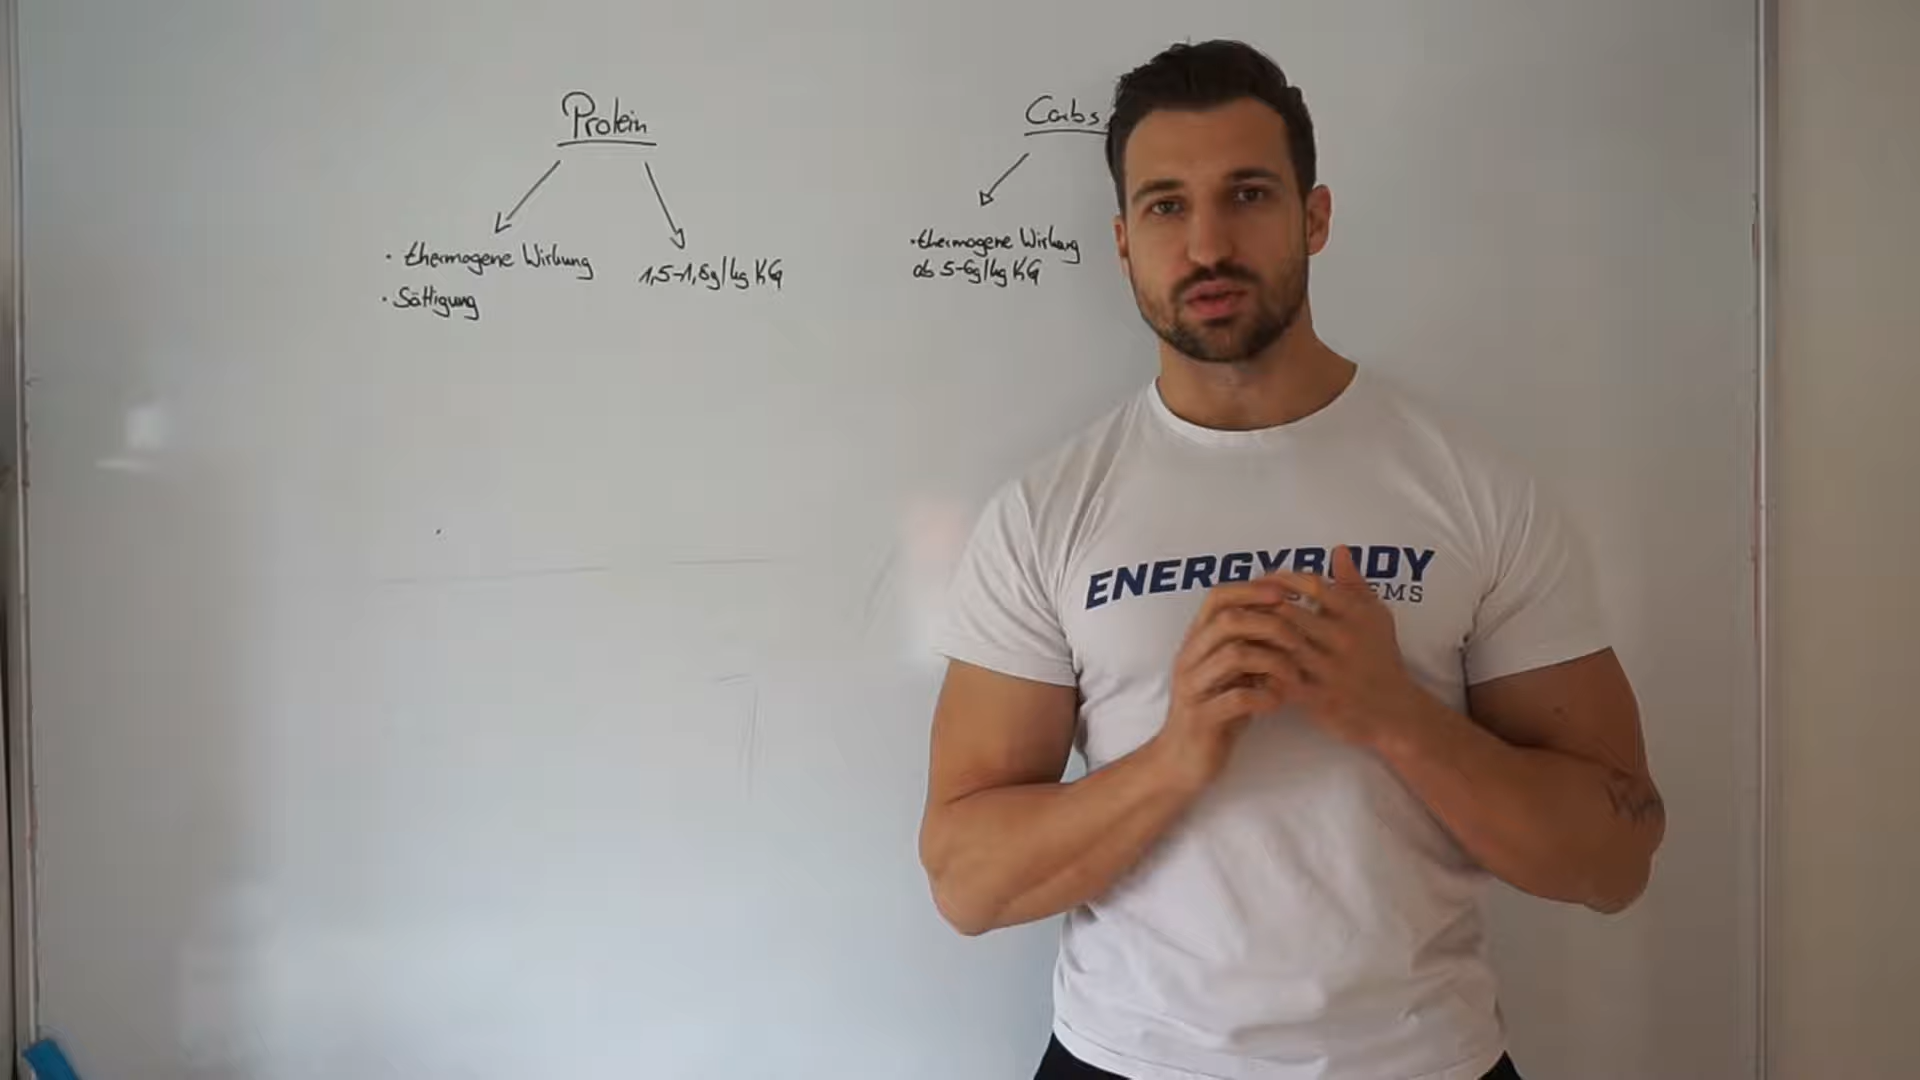 Protein
Carbs
· thermogene Wirkung
· Sättigung
1,5-1,8g/kg KG
· thermogene Wirkung
ab 5-6g/kg KG
ENERGYBODY